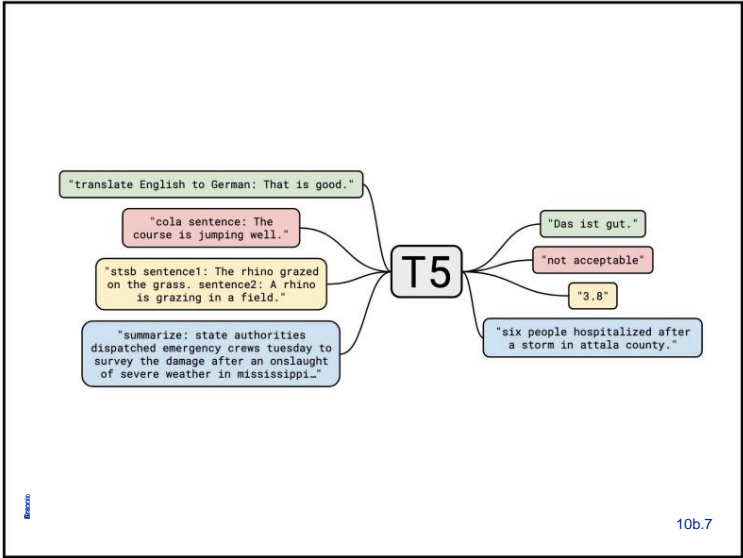 "translate English to German: That is good."
"cola sentence: The
course is jumping well."
"stsb sentence1: The rhino grazed
on the grass. sentence2: A rhino
is grazing in a field."
"summarize: state authorities
dispatched emergency crews tuesday to
survey the damage after an onslaught
of severe weather in mississippi…"
T5
"Das ist gut."
"not acceptable"
"3.8"
"six people hospitalized after
a storm in attala county."
10b.7